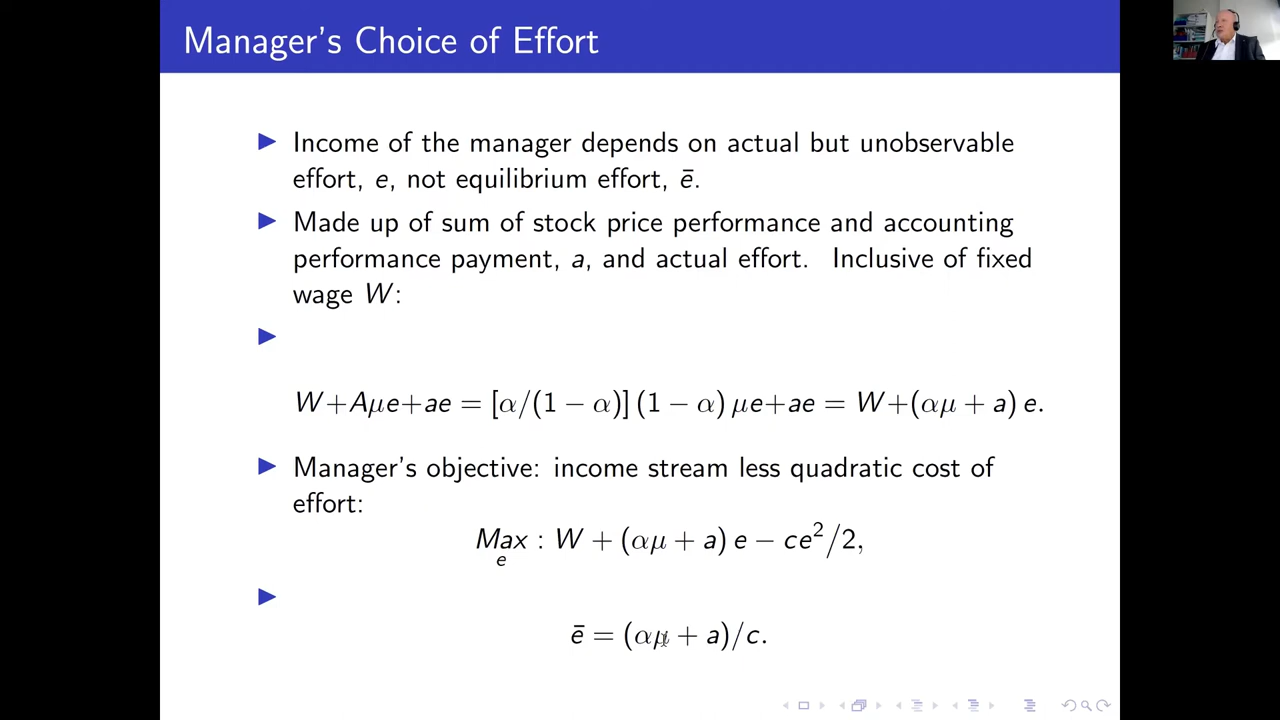 Manager's Choice of Effort
Income of the manager depends on actual but unobservable
effort, e, not equilibrium effort, ē.
Made up of sum of stock price performance and accounting
performance payment, a, and actual effort. Inclusive of fixed
wage W:
W+Aμe+ae = [α/(1 − α)] (1 − α) μe+ae = W+(αμ + a) e.
Manager's objective: income stream less quadratic cost of
effort:
Max : W + (αμ + a) e − ce²/2,
e
ē = (αμ + a)/c.